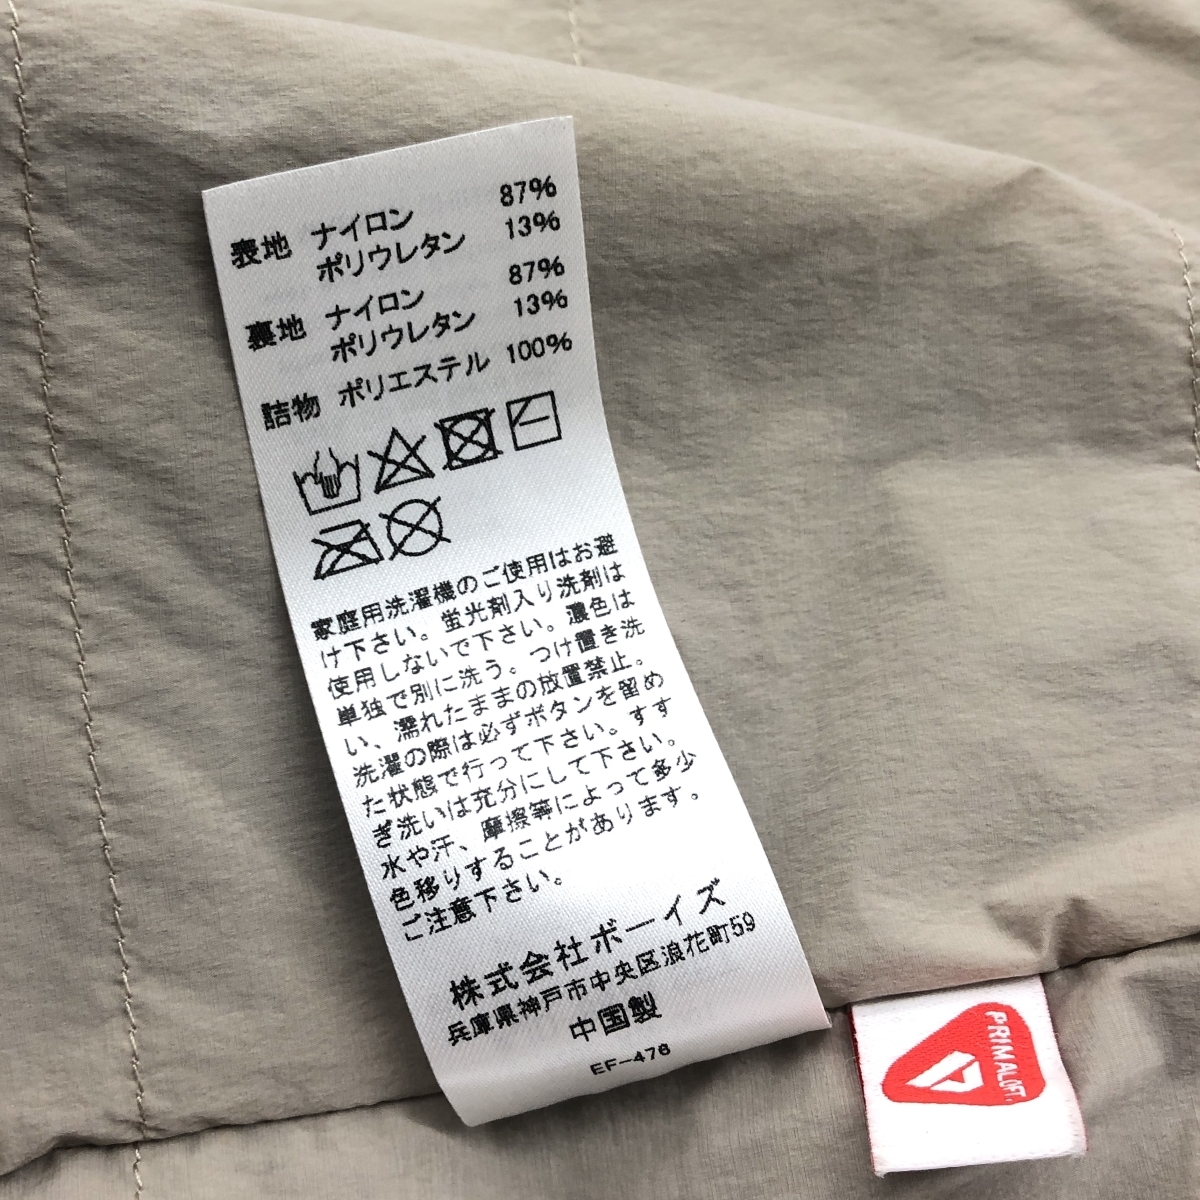 表地 ナイロン 87%
ポリウレタン 13%
裏地 ナイロン 87%
ポリウレタン 13%
詰物 ポリエステル 100%
家庭用洗濯機のご使用はお避
け下さい。蛍光剤入り洗剤は
使用しないで下さい。濃色は
単独で別に洗う。つけ置き洗
い、濡れたままの放置禁止。
洗濯の際は必ずボタンを留め
た状態で行って下さい。すす
ぎ洗いは充分にして下さい。
水や汗、摩擦等によって多少
色移りすることがあります。
ご注意下さい。
株式会社ボーイズ
兵庫県神戸市中央区浪花町59
中国製
EF-476
PRIMALOFT